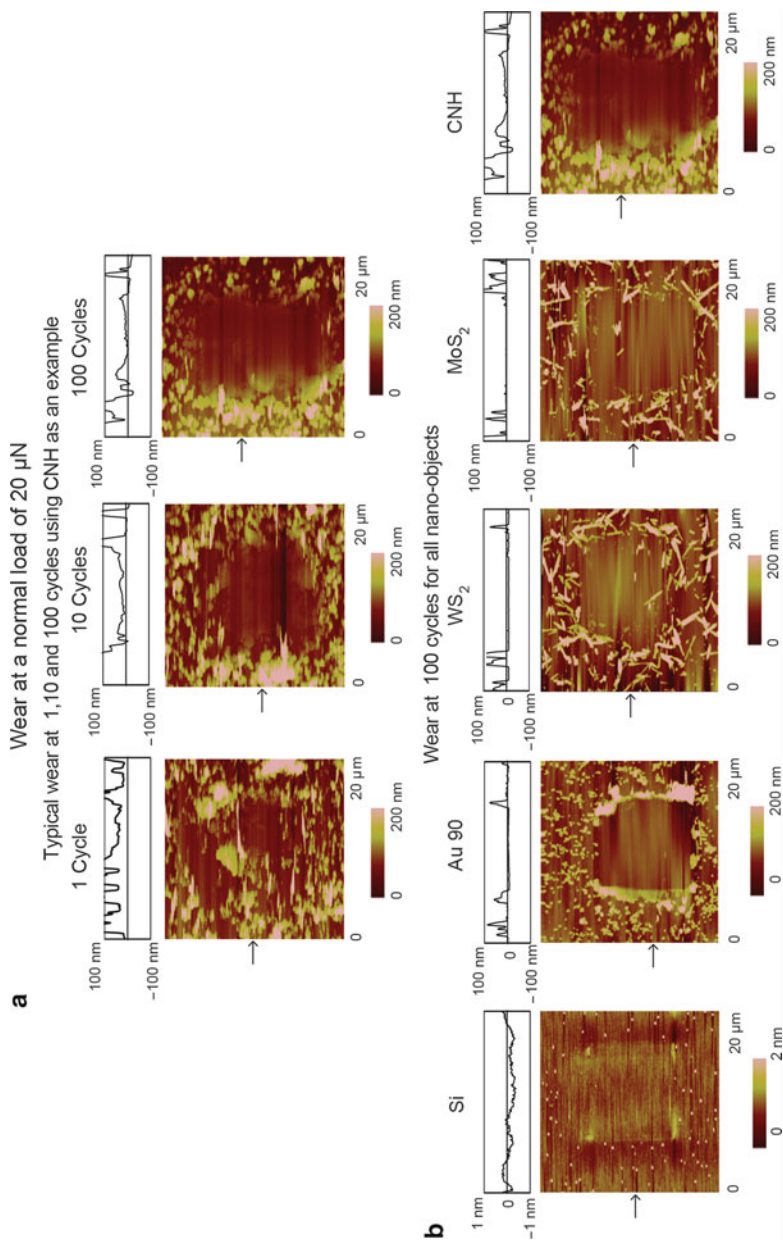 a
Wear at a normal load of 20 μN
Typical wear at 1,10 and 100 cycles using CNH as an example
1 Cycle
100 nm
−100 nm
0
20 μm
0
200 nm
10 Cycles
100 nm
−100 nm
0
20 μm
0
200 nm
100 Cycles
100 nm
−100 nm
0
20 μm
0
200 nm
b
Wear at 100 cycles for all nano-objects
Si
1 nm
0
−1 nm
0
20 μm
0
2 nm
Au 90
100 nm
0
−100 nm
0
20 μm
0
200 nm
WS2
100 nm
0
−100 nm
0
20 μm
0
200 nm
MoS2
100 nm
−100 nm
0
20 μm
0
200 nm
CNH
100 nm
−100 nm
0
20 μm
0
200 nm